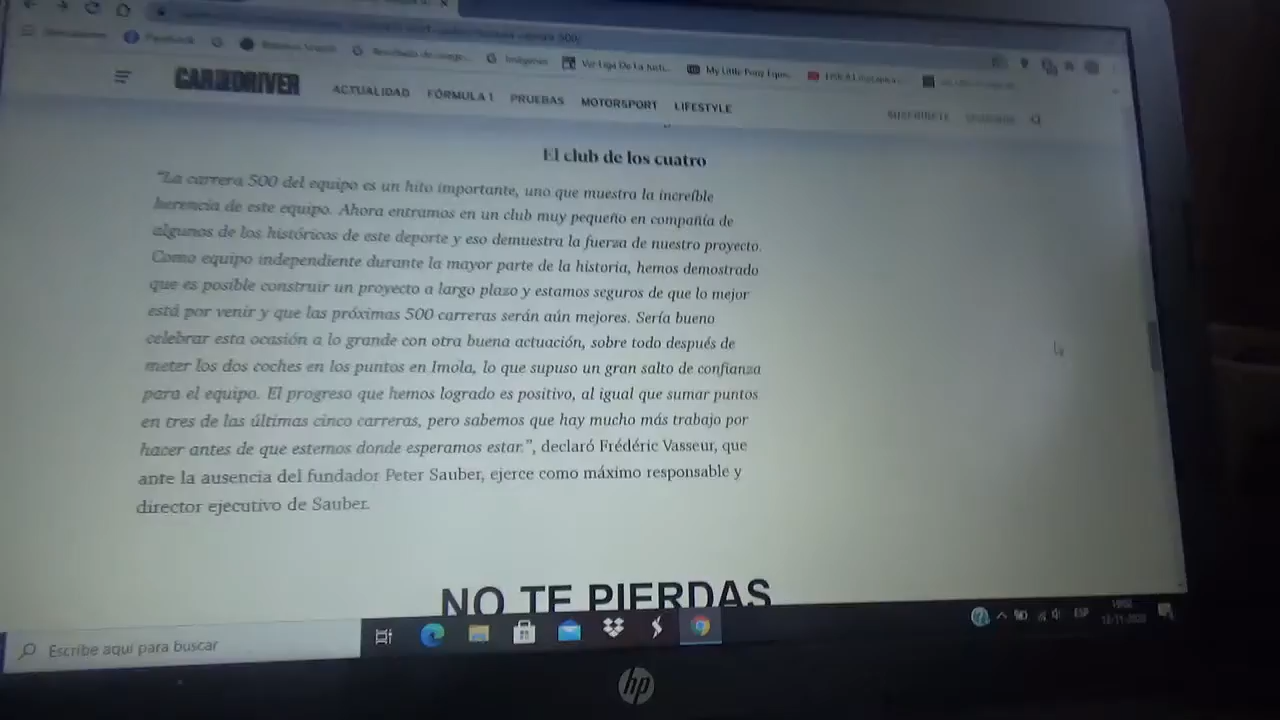 Facebook
Imágenes
Ver Liga De La Justi...
My Little Pony Eque...
CAR AND DRIVER
ACTUALIDAD FÓRMULA 1 PRUEBAS MOTORSPORT LIFESTYLE
SUSCRÍBETE
El club de los cuatro
"La carrera 500 del equipo es un hito importante, uno que muestra la increíble
herencia de este equipo. Ahora entramos en un club muy pequeño en compañía de
algunos de los históricos de este deporte y eso demuestra la fuerza de nuestro proyecto.
Como equipo independiente durante la mayor parte de la historia, hemos demostrado
que es posible construir un proyecto a largo plazo y estamos seguros de que lo mejor
está por venir y que las próximas 500 carreras serán aún mejores. Sería bueno
celebrar esta ocasión a lo grande con otra buena actuación, sobre todo después de
meter los dos coches en los puntos en Imola, lo que supuso un gran salto de confianza
para el equipo. El progreso que hemos logrado es positivo, al igual que sumar puntos
en tres de las últimas cinco carreras, pero sabemos que hay mucho más trabajo por
hacer antes de que estemos donde esperamos estar.", declaró Frédéric Vasseur, que
ante la ausencia del fundador Peter Sauber, ejerce como máximo responsable y
director ejecutivo de Sauber.
NO TE PIERDAS
Escribe aquí para buscar
ESP
hp